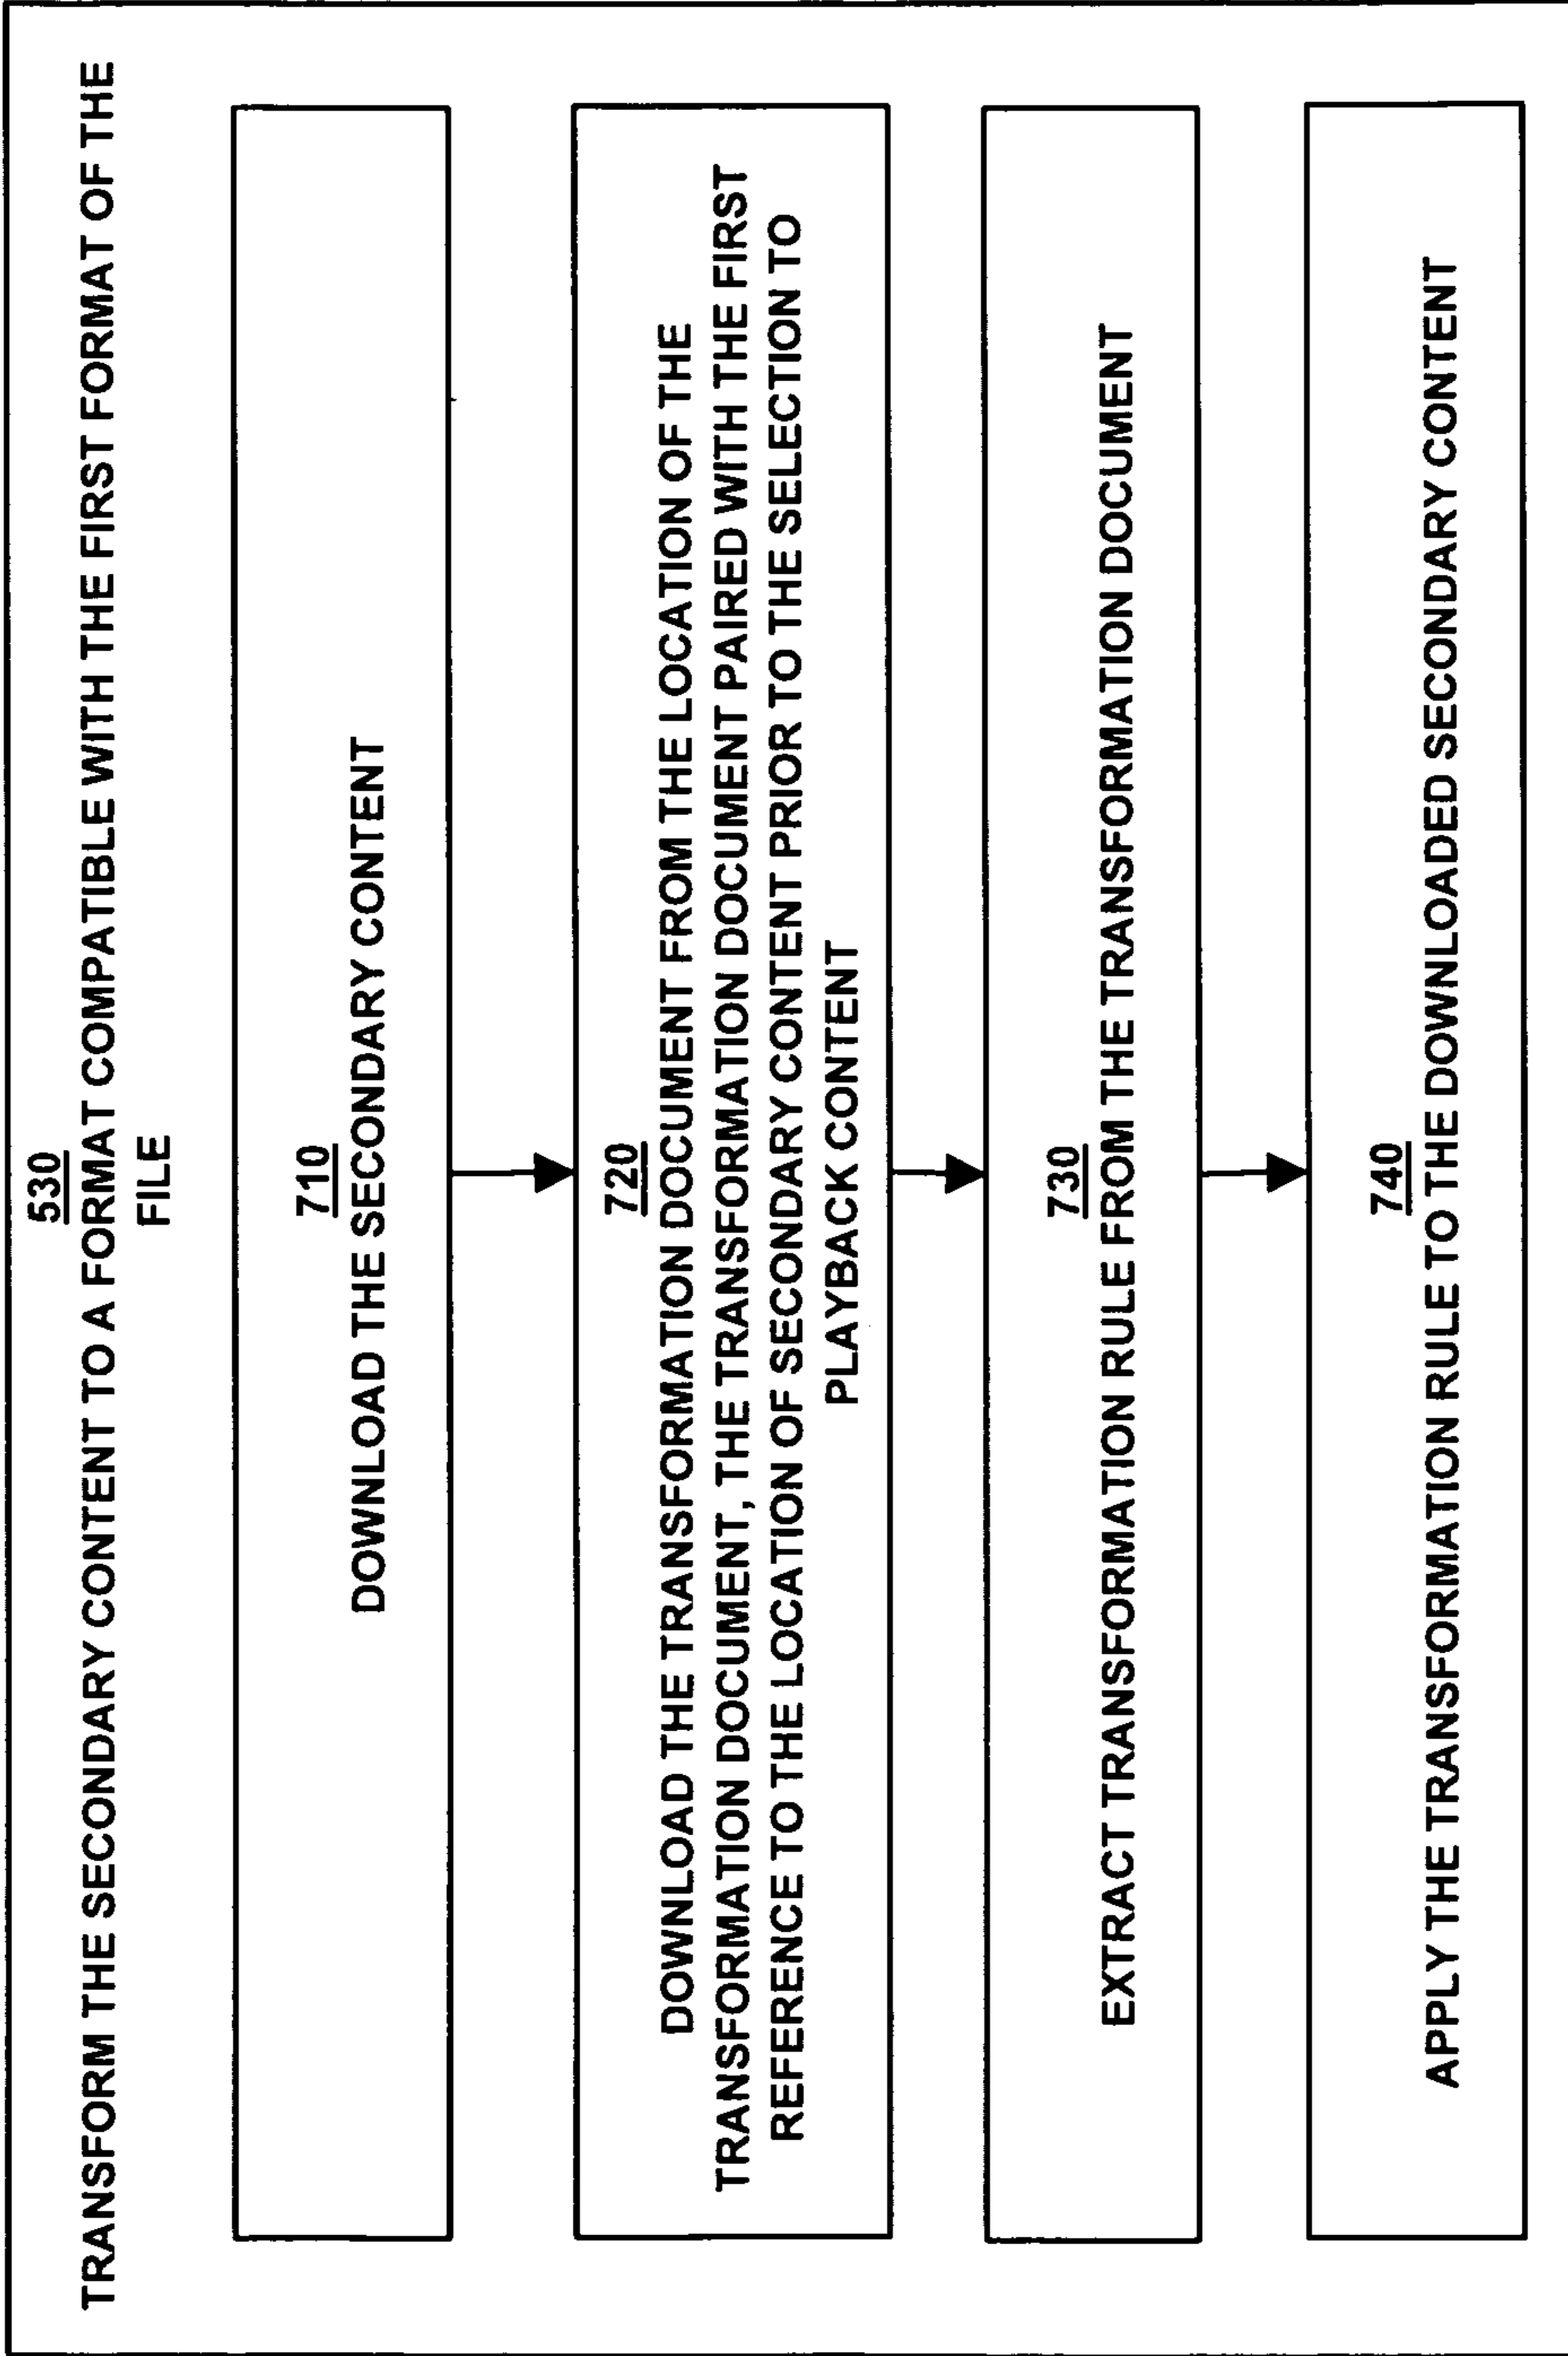 530
TRANSFORM THE SECONDARY CONTENT TO A FORMAT COMPATIBLE WITH THE FIRST FORMAT OF THE
FILE
710
DOWNLOAD THE SECONDARY CONTENT
720
DOWNLOAD THE TRANSFORMATION DOCUMENT FROM THE LOCATION OF THE
TRANSFORMATION DOCUMENT, THE TRANSFORMATION DOCUMENT PAIRED WITH THE FIRST
REFERENCE TO THE LOCATION OF SECONDARY CONTENT PRIOR TO THE SELECTION TO
PLAYBACK CONTENT
730
EXTRACT TRANSFORMATION RULE FROM THE TRANSFORMATION DOCUMENT
740
APPLY THE TRANSFORMATION RULE TO THE DOWNLOADED SECONDARY CONTENT